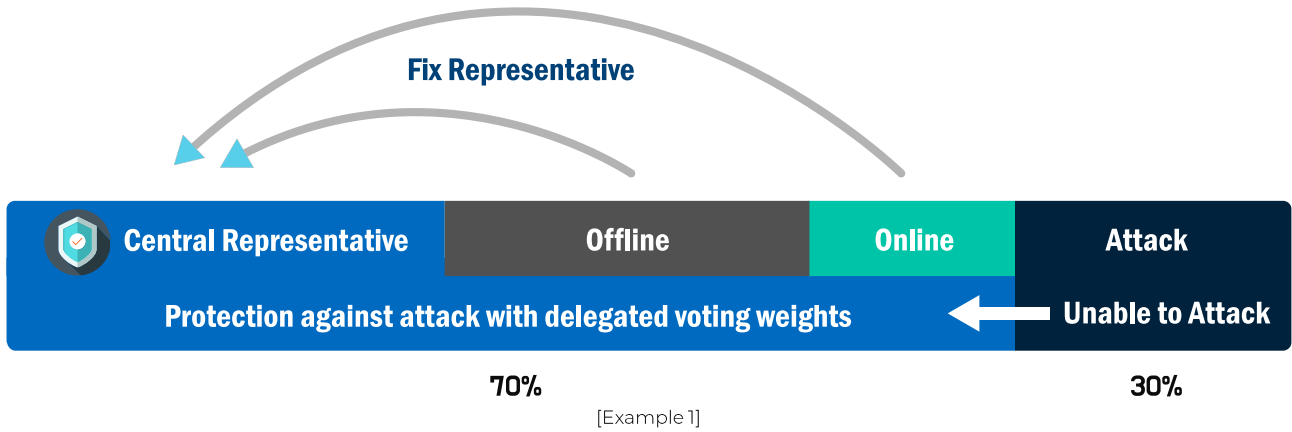 Fix Representative
Central Representative
Offline
Online
Attack
Protection against attack with delegated voting weights
Unable to Attack
70%
30%
[Example 1]